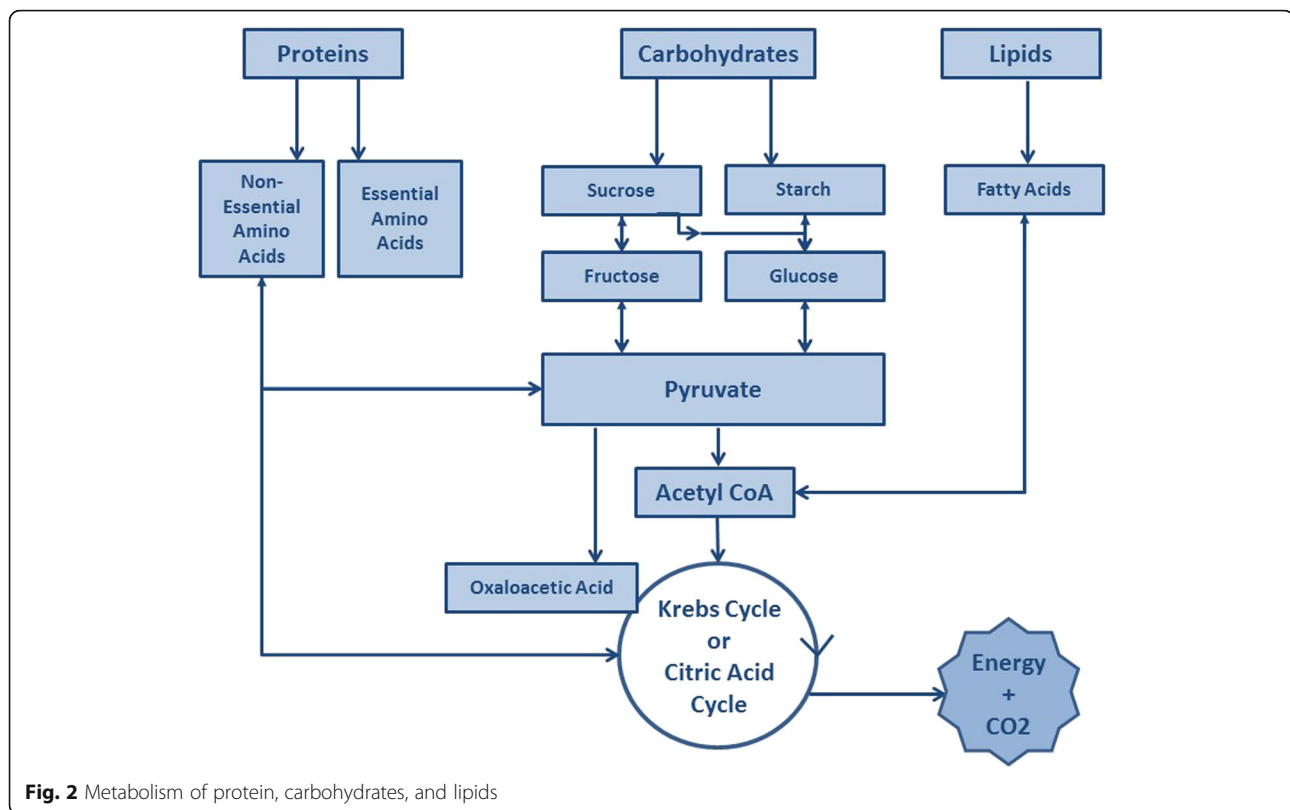 Proteins
Carbohydrates
Lipids
Non-
Essential
Amino
Acids
Essential
Amino
Acids
Sucrose
Starch
Fatty Acids
Fructose
Glucose
Pyruvate
Acetyl CoA
Oxaloacetic Acid
Krebs Cycle
or
Citric Acid
Cycle
Energy
+
CO2
Fig. 2 Metabolism of protein, carbohydrates, and lipids